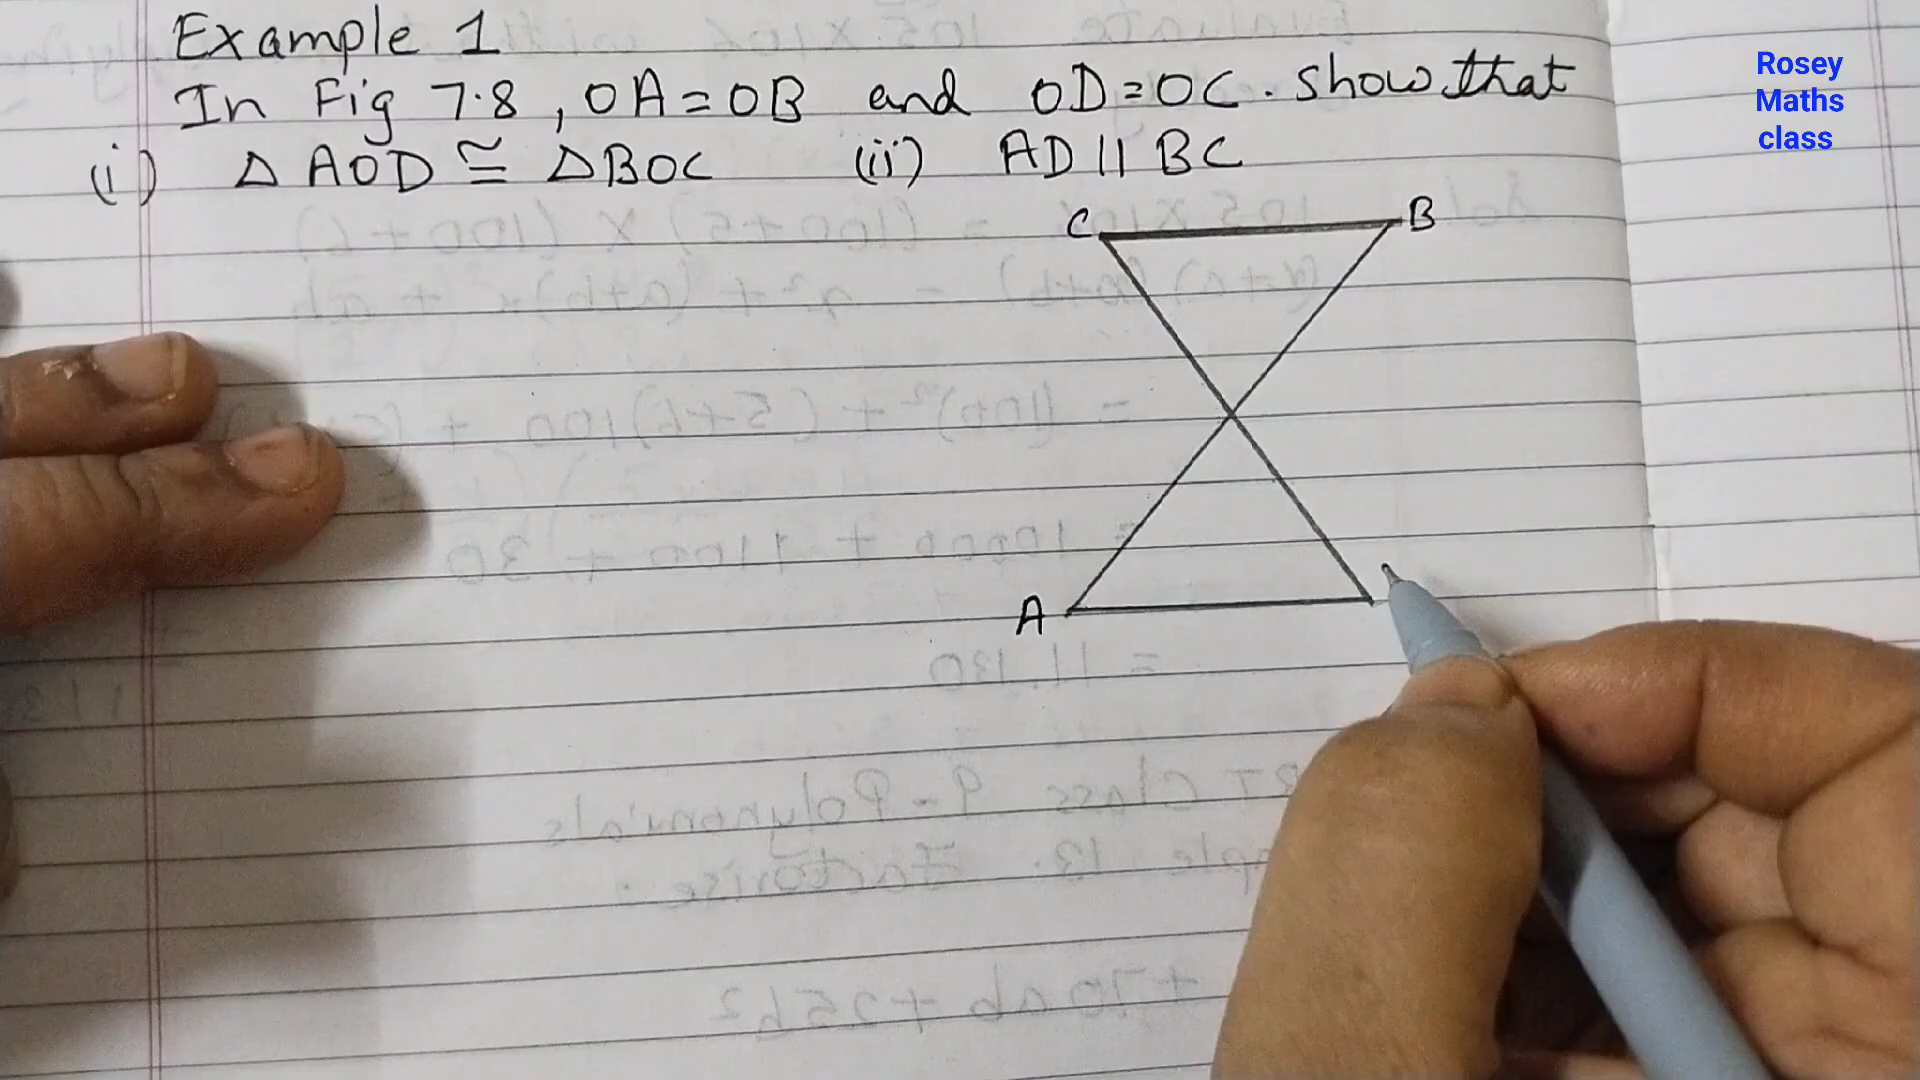 Example 1
In Fig 7.8, OA=OB and OD=OC. Show that
(i) △AOD ≅ △BOC (ii) AD || BC
Rosey
Maths
class
C B
A